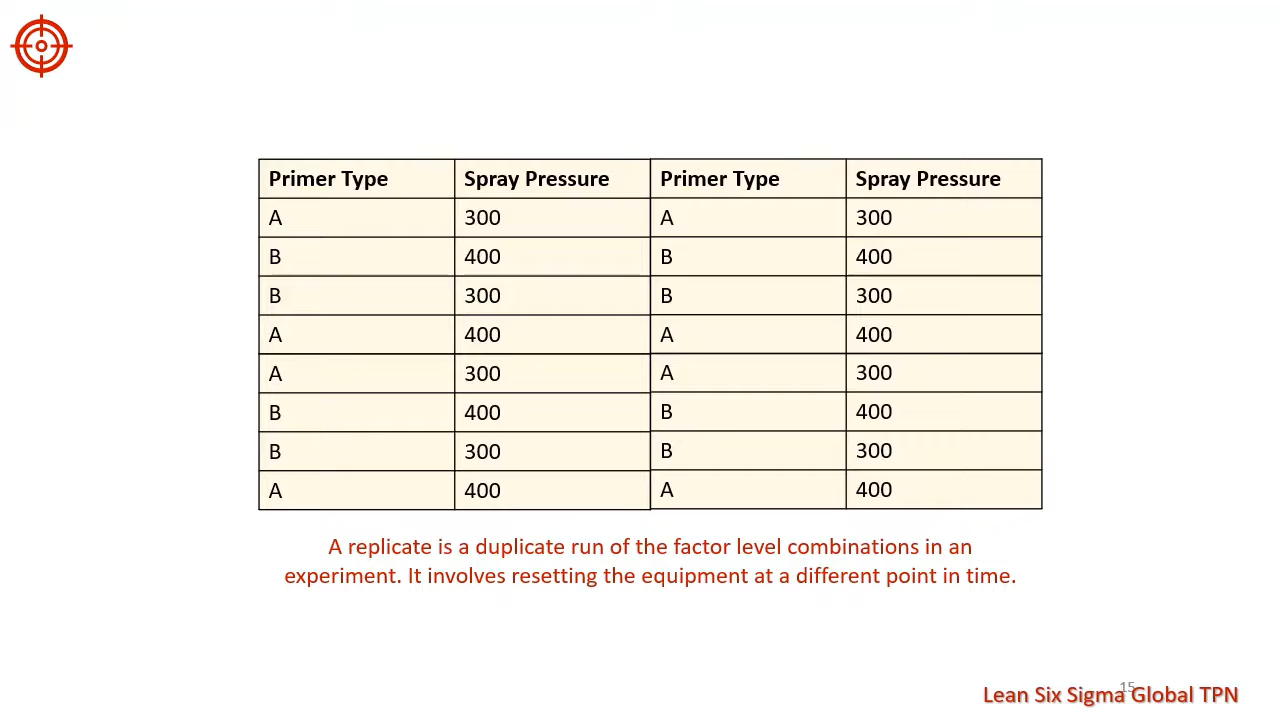 Primer Type Spray Pressure Primer Type Spray Pressure
A 300 A 300
B 400 B 400
B 300 B 300
A 400 A 400
A 300 A 300
B 400 B 400
B 300 B 300
A 400 A 400
A replicate is a duplicate run of the factor level combinations in an
experiment. It involves resetting the equipment at a different point in time.
15
Lean Six Sigma Global TPN